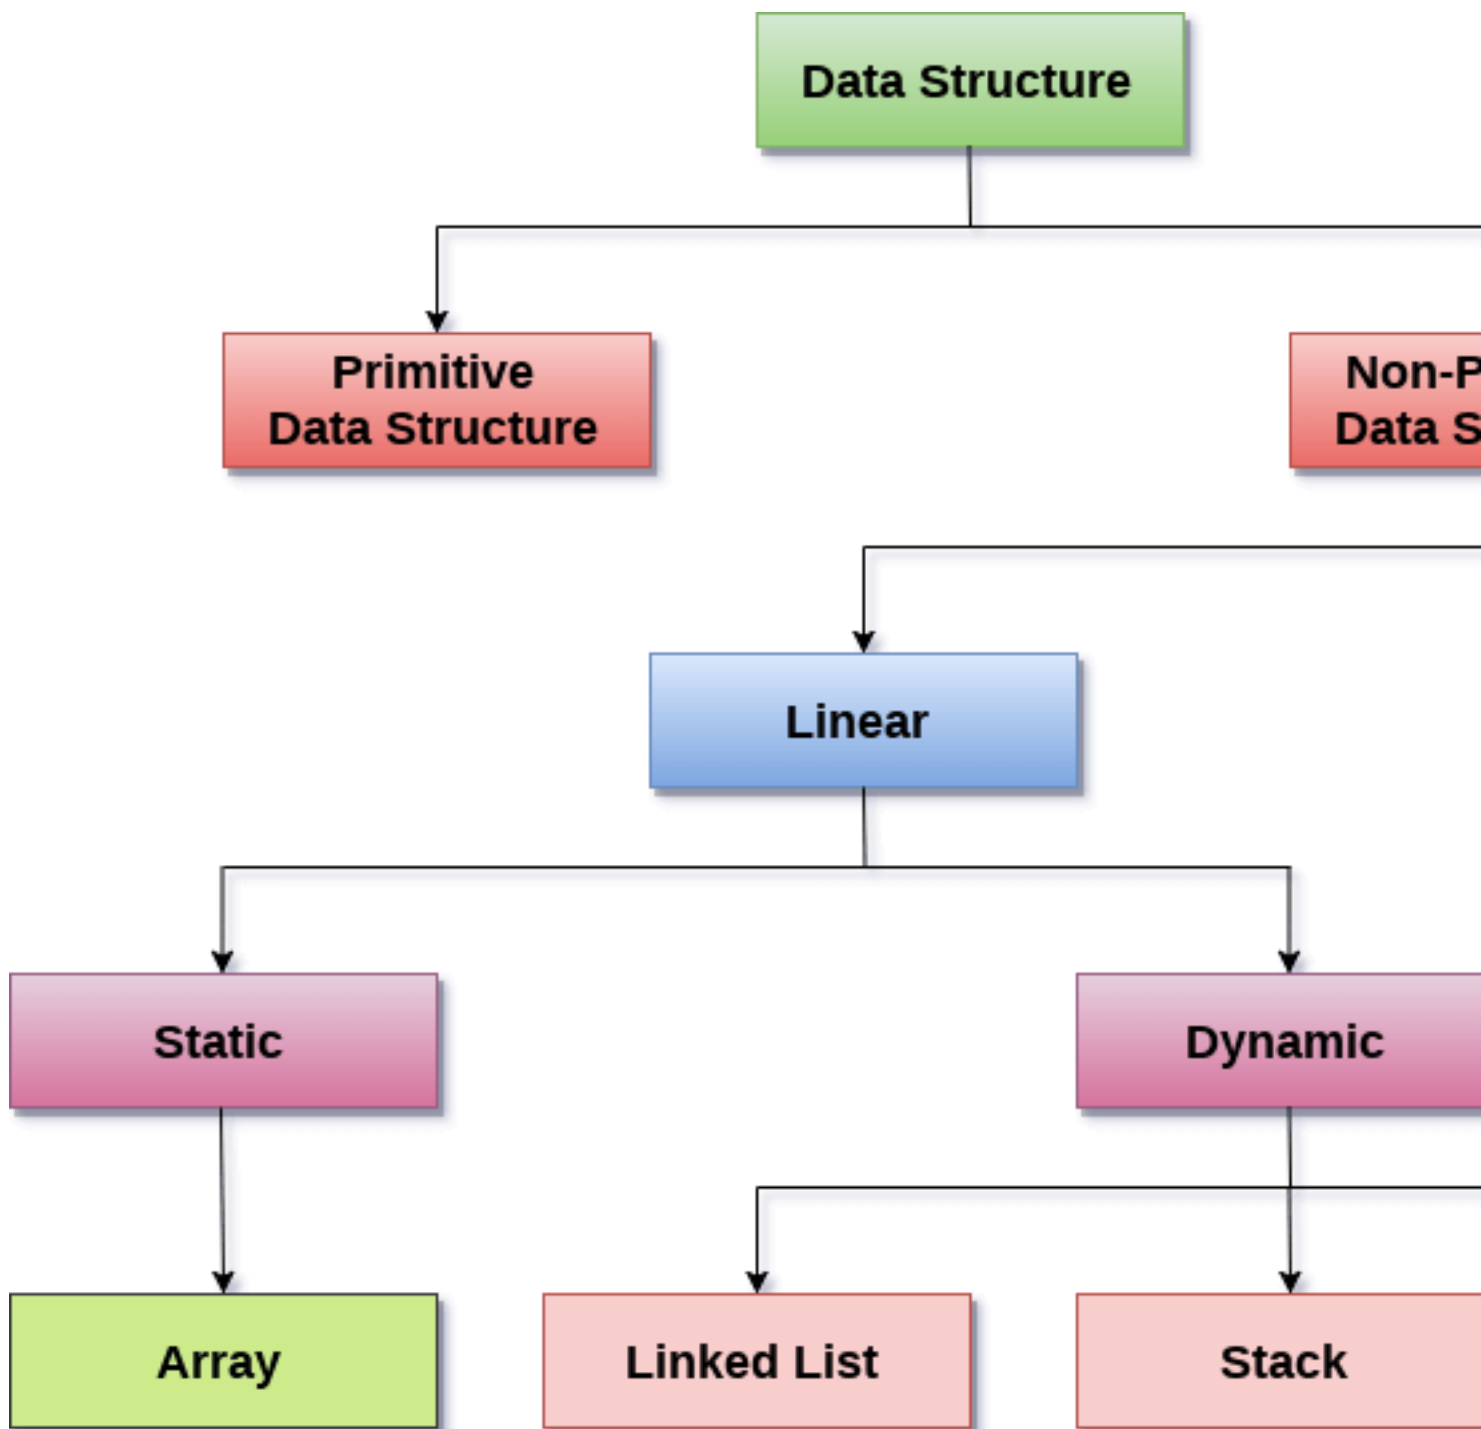 Data Structure
Primitive
Data Structure
Non-P
Data S
Linear
Static
Dynamic
Array
Linked List
Stack